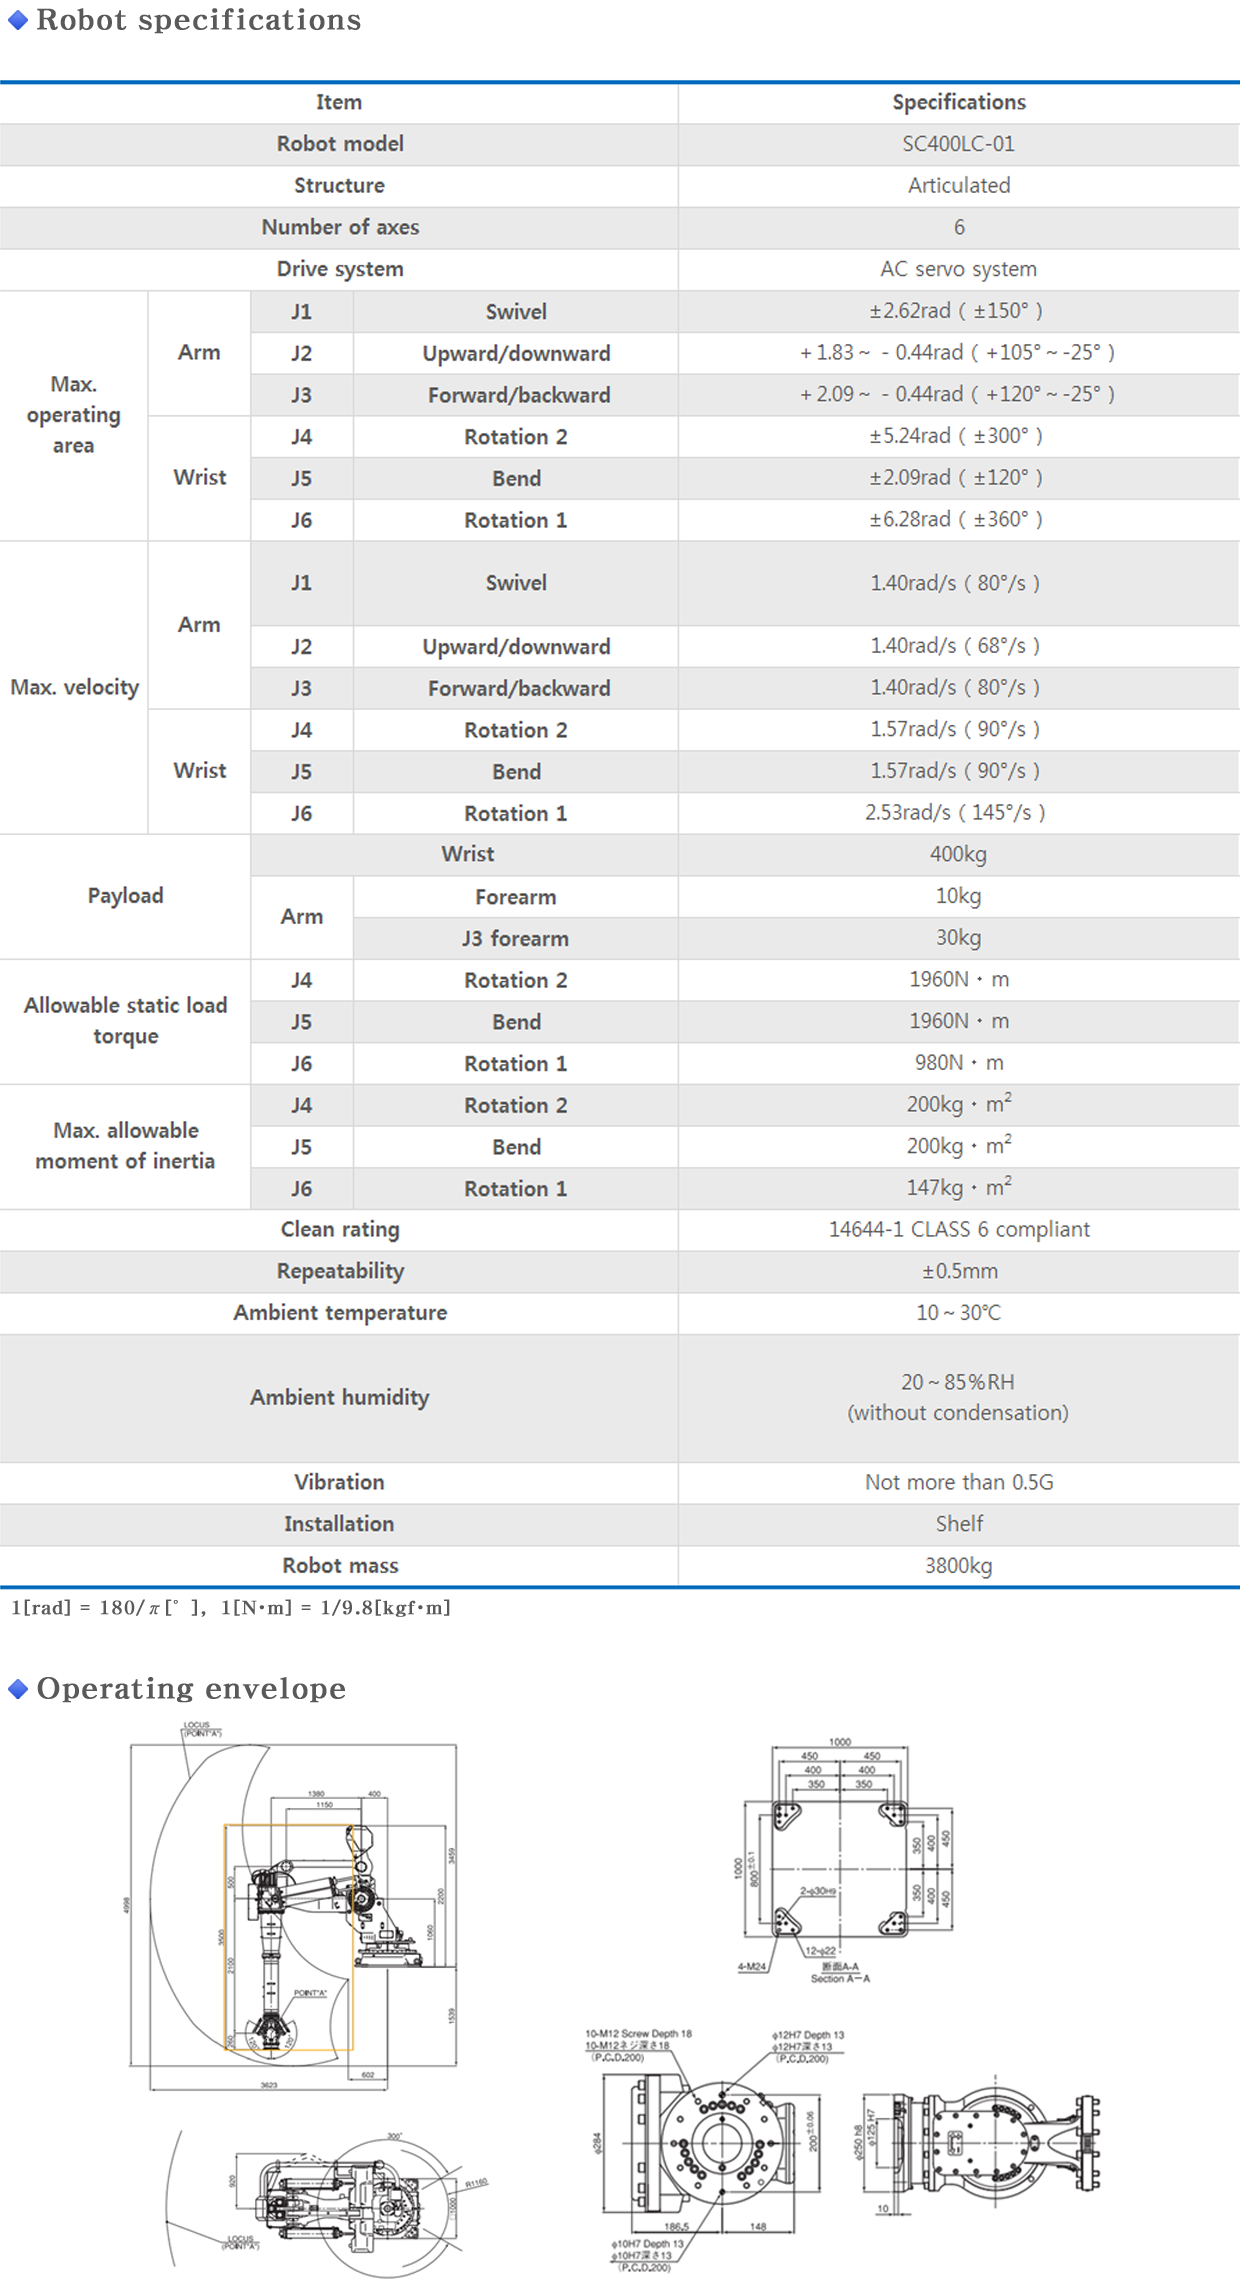 Robot specifications
Item Specifications
Robot model SC400LC-01
Structure Articulated
Number of axes 6
Drive system AC servo system
Max. operating area Arm J1 Swivel ±2.62rad ( ±150° )
J2 Upward/downward + 1.83 ~ - 0.44rad ( +105° ~ -25° )
J3 Forward/backward + 2.09 ~ - 0.44rad ( +120° ~ -25° )
Wrist J4 Rotation 2 ±5.24rad ( ±300° )
J5 Bend ±2.09rad ( ±120° )
J6 Rotation 1 ±6.28rad ( ±360° )
Max. velocity Arm J1 Swivel 1.40rad/s ( 80°/s )
J2 Upward/downward 1.40rad/s ( 68°/s )
J3 Forward/backward 1.40rad/s ( 80°/s )
Wrist J4 Rotation 2 1.57rad/s ( 90°/s )
J5 Bend 1.57rad/s ( 90°/s )
J6 Rotation 1 2.53rad/s ( 145°/s )
Payload Wrist 400kg
Arm Forearm 10kg
J3 forearm 30kg
Allowable static load torque J4 Rotation 2 1960N・m
J5 Bend 1960N・m
J6 Rotation 1 980N・m
Max. allowable moment of inertia J4 Rotation 2 200kg・m²
J5 Bend 200kg・m²
J6 Rotation 1 147kg・m²
Clean rating 14644-1 CLASS 6 compliant
Repeatability ±0.5mm
Ambient temperature 10 ~ 30℃
Ambient humidity 20 ~ 85%RH
(without condensation)
Vibration Not more than 0.5G
Installation Shelf
Robot mass 3800kg
1[rad] = 180/π[° ], 1[N·m] = 1/9.8[kgf·m]
Operating envelope
LOCUS
(POINT"A")
1380 400
1150
4998
500
3500
2100
260
3459
2200
1060
1539
POINT"A"
120° 120°
602
3623
300°
920
R1160
□1000
LOCUS
(POINT"A")
1000
450 450
400 400
350 350
1000
800±0.1
350 400 450
350 400 450
2-φ30H9
12-φ22
4-M24
断面A-A
Section A－A
10-M12 Screw Depth 18
10-M12ネジ深さ18
(P.C.D.200)
φ12H7 Depth 13
φ12H7深さ13
(P.C.D.200)
φ284
200±0.06
186.5 148
φ10H7 Depth 13
φ10H7深さ13
(P.C.D.200)
φ250 h8
φ125 H7
10